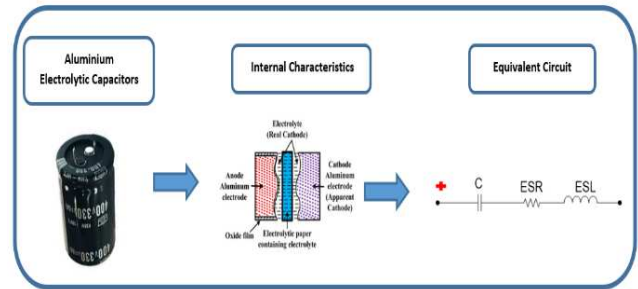 Aluminium
Electrolytic Capacitors
Internal Characteristics
Equivalent Circuit
Electrolyte
(Real Cathode)
Anode
Aluminum
electrode
Cathode
Aluminum
electrode
(Apparent
Cathode)
Oxide film
Electrolytic paper
containing electrolyte
+
C
ESR
ESL